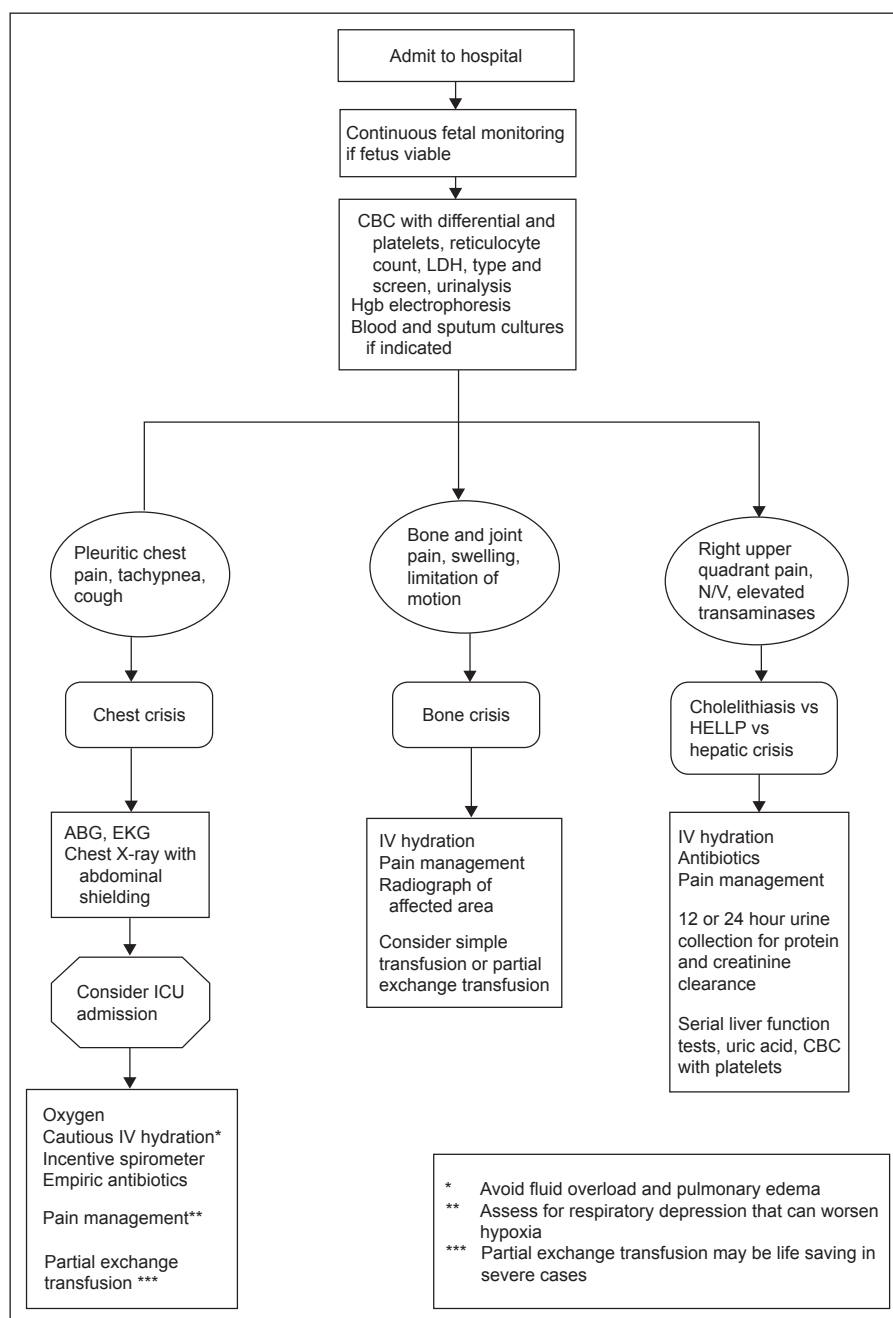 Admit to hospital
Continuous fetal monitoring
if fetus viable
CBC with differential and
platelets, reticulocyte
count, LDH, type and
screen, urinalysis
Hgb electrophoresis
Blood and sputum cultures
if indicated
Pleuritic chest
pain, tachypnea,
cough
Chest crisis
ABG, EKG
Chest X-ray with
abdominal
shielding
Consider ICU
admission
Oxygen
Cautious IV hydration*
Incentive spirometer
Empiric antibiotics
Pain management**
Partial exchange
transfusion ***
Bone and joint
pain, swelling,
limitation of
motion
Bone crisis
IV hydration
Pain management
Radiograph of
affected area
Consider simple
transfusion or partial
exchange transfusion
Right upper
quadrant pain,
N/V, elevated
transaminases
Cholelithiasis vs
HELLP vs
hepatic crisis
IV hydration
Antibiotics
Pain management
12 or 24 hour urine
collection for protein
and creatinine
clearance
Serial liver function
tests, uric acid, CBC
with platelets
* Avoid fluid overload and pulmonary edema
** Assess for respiratory depression that can worsen
hypoxia
*** Partial exchange transfusion may be life saving in
severe cases